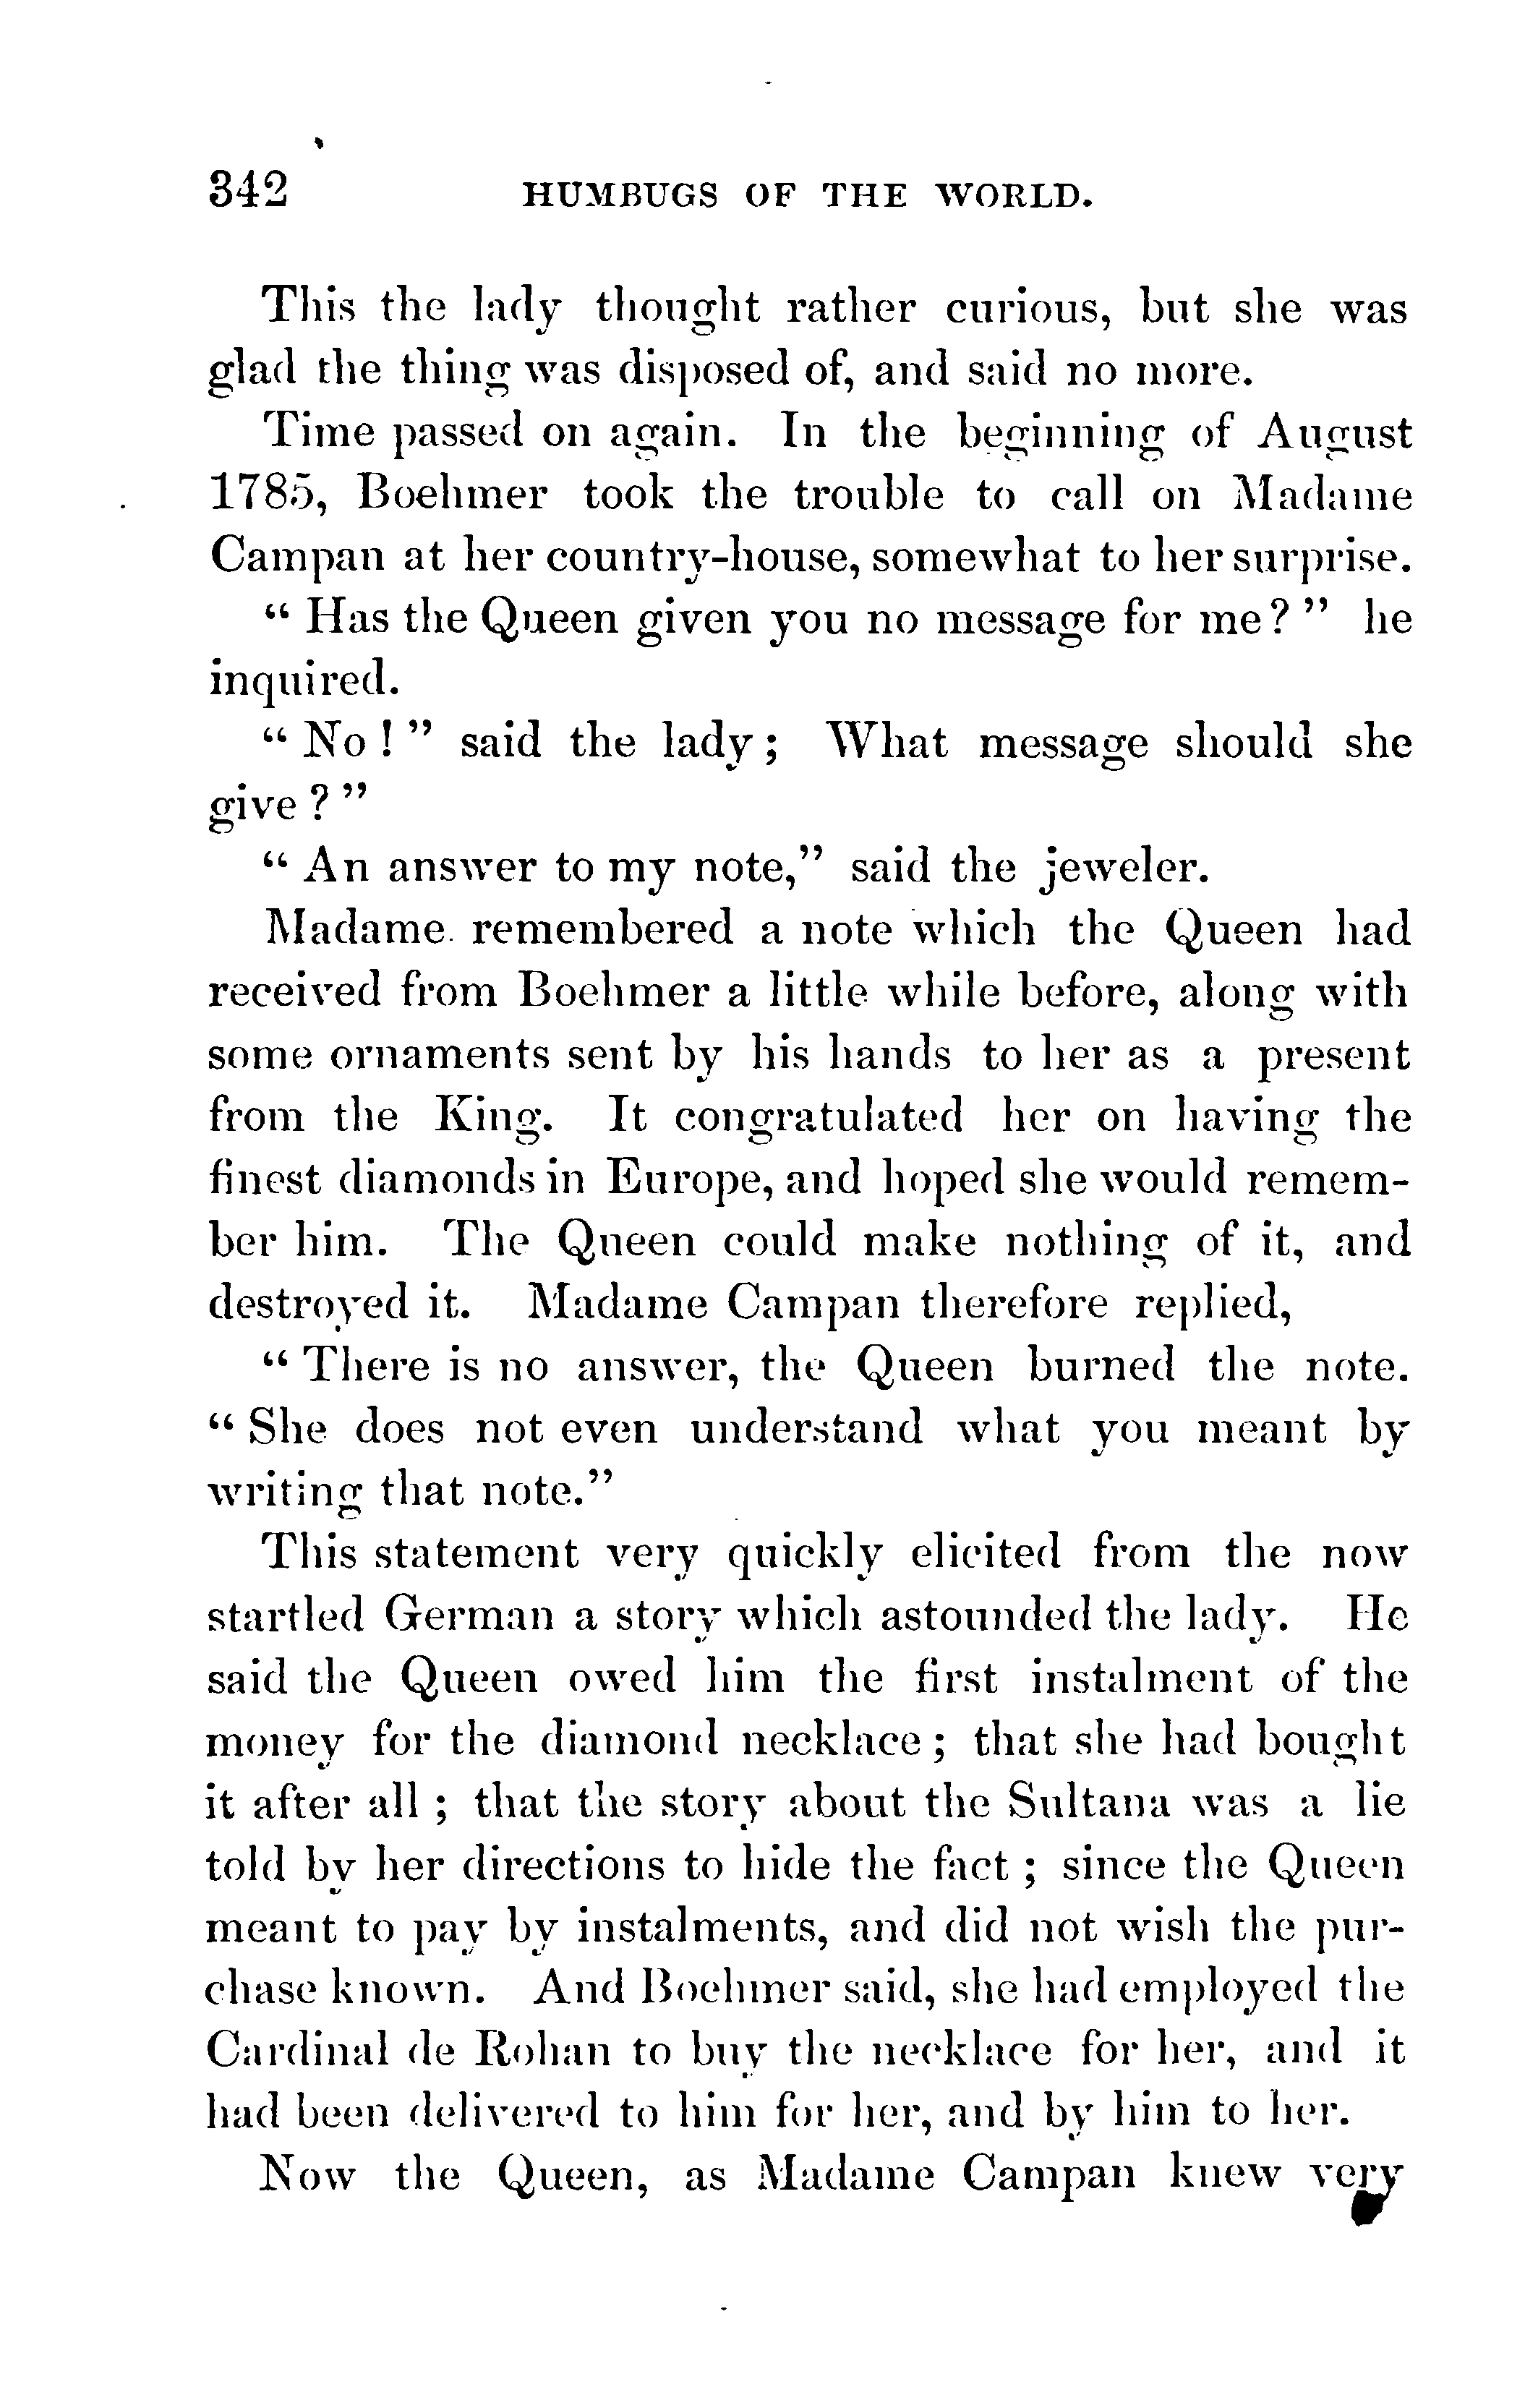 342 HUMBUGS OF THE WORLD.
This the lady thought rather curious, but she was
glad the thing was disposed of, and said no more.
Time passed on again. In the beginning of August
1785, Boehmer took the trouble to call on Madame
Campan at her country-house, somewhat to her surprise.
“ Has the Queen given you no message for me? ” he
inquired.
“ No ! ” said the lady; What message should she
give ? ”
“ An answer to my note,” said the jeweler.
Madame. remembered a note which the Queen had
received from Boehmer a little while before, along with
some ornaments sent by his hands to her as a present
from the King. It congratulated her on having the
finest diamonds in Europe, and hoped she would remem-
ber him. The Queen could make nothing of it, and
destroyed it. Madame Campan therefore replied,
“ There is no answer, the Queen burned the note.
“ She does not even understand what you meant by
writing that note.”
This statement very quickly elicited from the now
startled German a story which astounded the lady. He
said the Queen owed him the first instalment of the
money for the diamond necklace ; that she had bought
it after all ; that the story about the Sultana was a lie
told by her directions to hide the fact ; since the Queen
meant to pay by instalments, and did not wish the pur-
chase known. And Boehmer said, she had employed the
Cardinal de Rohan to buy the necklace for her, and it
had been delivered to him for her, and by him to her.
Now the Queen, as Madame Campan knew very